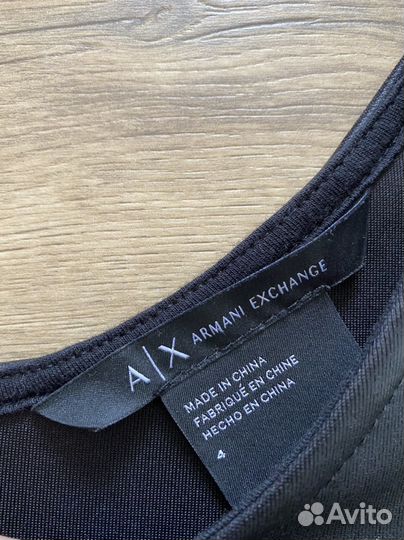 A|X ARMANI EXCHANGE
MADE IN CHINA
FABRIQUÉ EN CHINE
HECHO EN CHINA
4
Avito